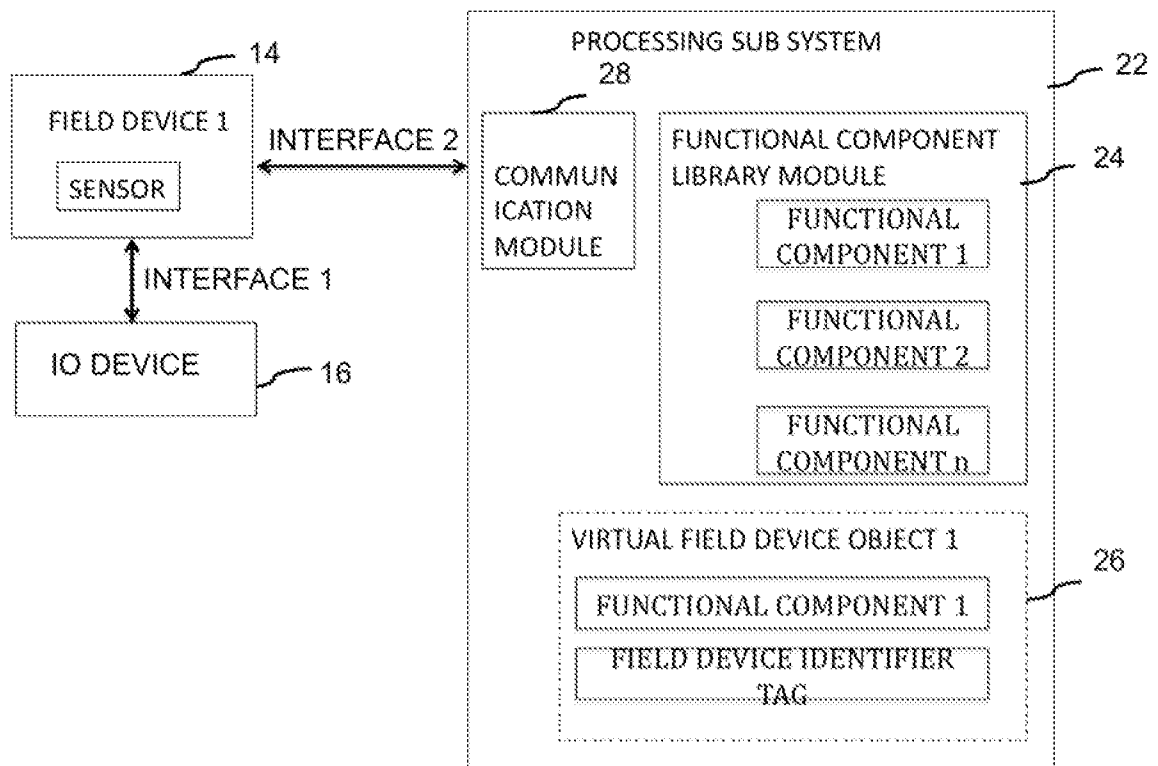 14
FIELD DEVICE 1
SENSOR
INTERFACE 1
IO DEVICE
16
INTERFACE 2
PROCESSING SUB SYSTEM
22
28
COMMUN
ICATION
MODULE
FUNCTIONAL COMPONENT
LIBRARY MODULE
24
FUNCTIONAL
COMPONENT 1
FUNCTIONAL
COMPONENT 2
FUNCTIONAL
COMPONENT n
VIRTUAL FIELD DEVICE OBJECT 1
26
FUNCTIONAL COMPONENT 1
FIELD DEVICE IDENTIFIER
TAG